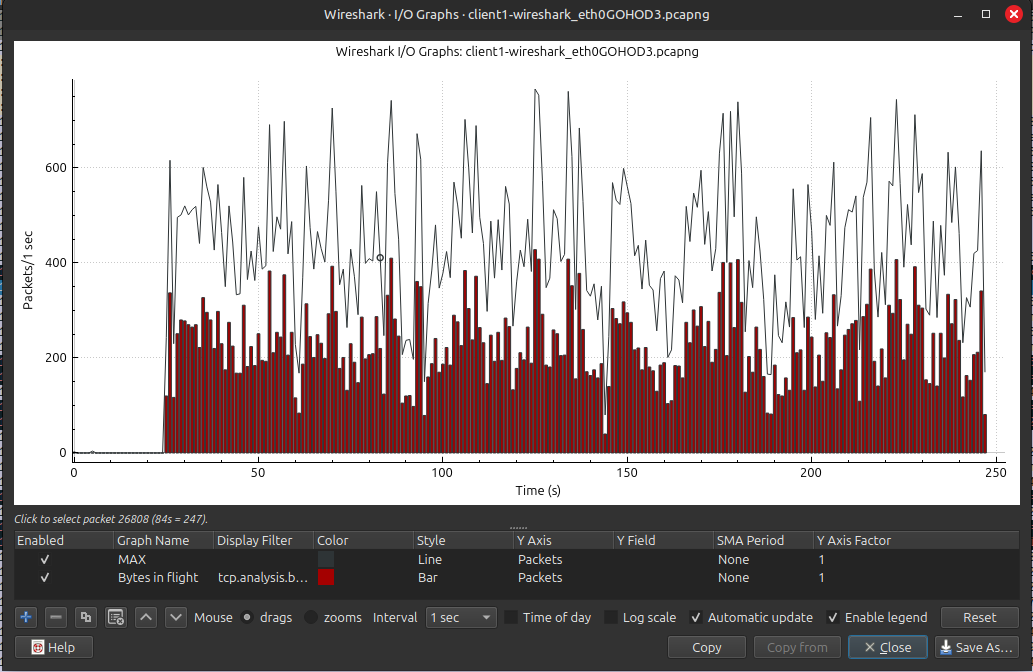 Wireshark · I/O Graphs · client1-wireshark_eth0GOHOD3.pcapng
Wireshark I/O Graphs: client1-wireshark_eth0GOHOD3.pcapng
600
400
200
0
Packets/1 sec
0 50 100 150 200 250
Time (s)
Click to select packet 26808 (84s = 247).
Enabled Graph Name Display Filter Color Style Y Axis Y Field SMA Period Y Axis Factor
✓ MAX Line Packets None 1
✓ Bytes in flight tcp.analysis.b… Bar Packets None 1
Mouse drags zooms Interval 1 sec Time of day Log scale ✓ Automatic update ✓ Enable legend Reset
Help Copy Copy from Close Save As…